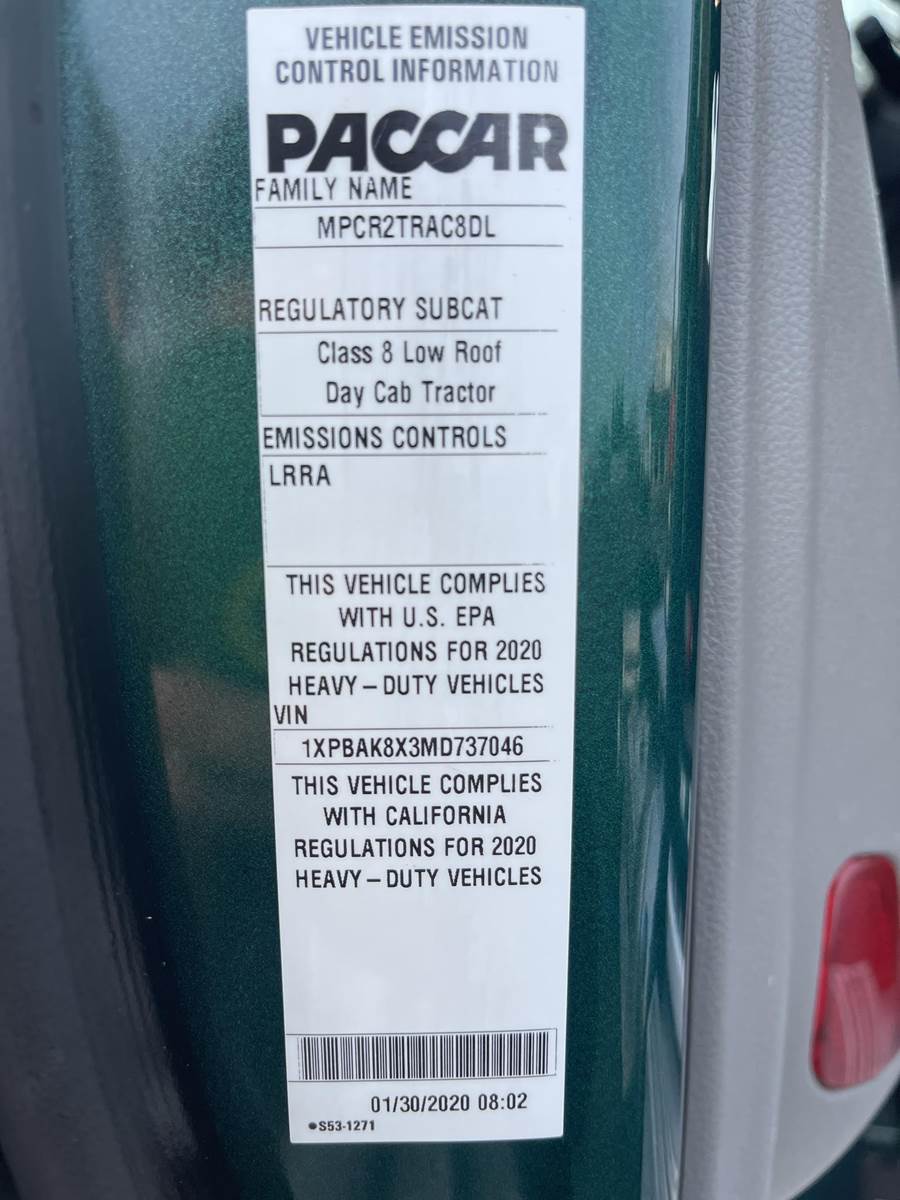 VEHICLE EMISSION
CONTROL INFORMATION
PACCAR
FAMILY NAME
MPCR2TRAC8DL
REGULATORY SUBCAT
Class 8 Low Roof
Day Cab Tractor
EMISSIONS CONTROLS
LRRA
THIS VEHICLE COMPLIES
WITH U.S. EPA
REGULATIONS FOR 2020
HEAVY–DUTY VEHICLES
VIN
1XPBAK8X3MD737046
THIS VEHICLE COMPLIES
WITH CALIFORNIA
REGULATIONS FOR 2020
HEAVY–DUTY VEHICLES
01/30/2020 08:02
●S53-1271